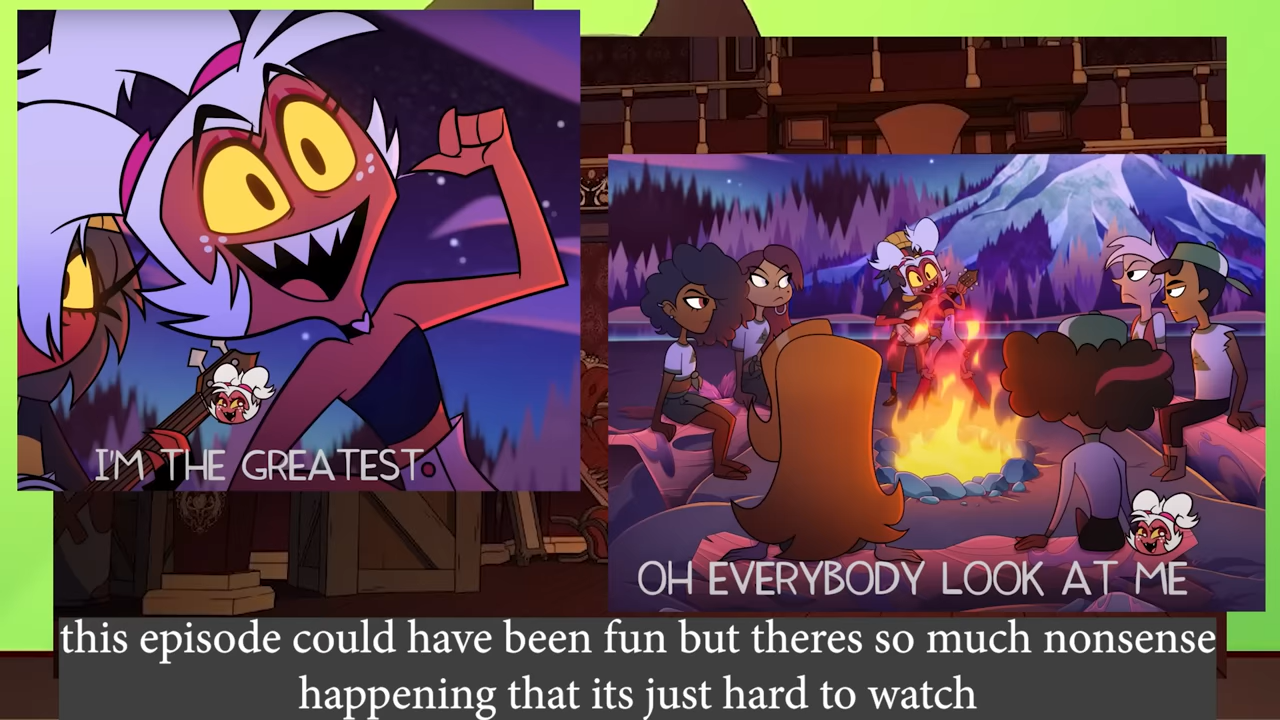 I'M THE GREATEST
OH EVERYBODY LOOK AT ME
this episode could have been fun but theres so much nonsense
happening that its just hard to watch